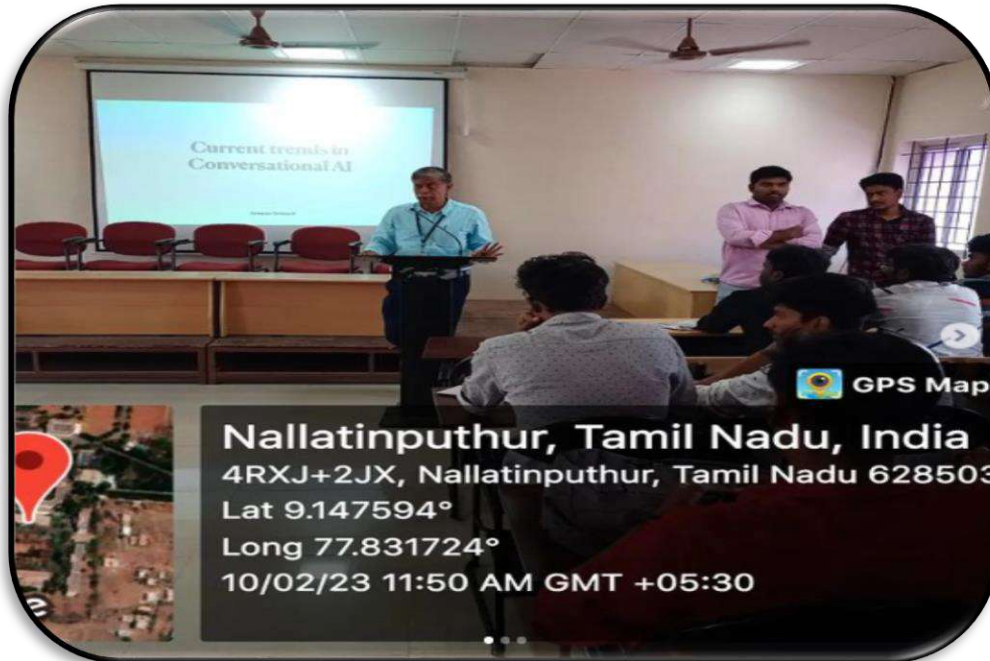 Current trends in
Conversational AI
GPS Map
Nallatinputhur, Tamil Nadu, India
4RXJ+2JX, Nallatinputhur, Tamil Nadu 628503
Lat 9.147594°
Long 77.831724°
10/02/23 11:50 AM GMT +05:30
e